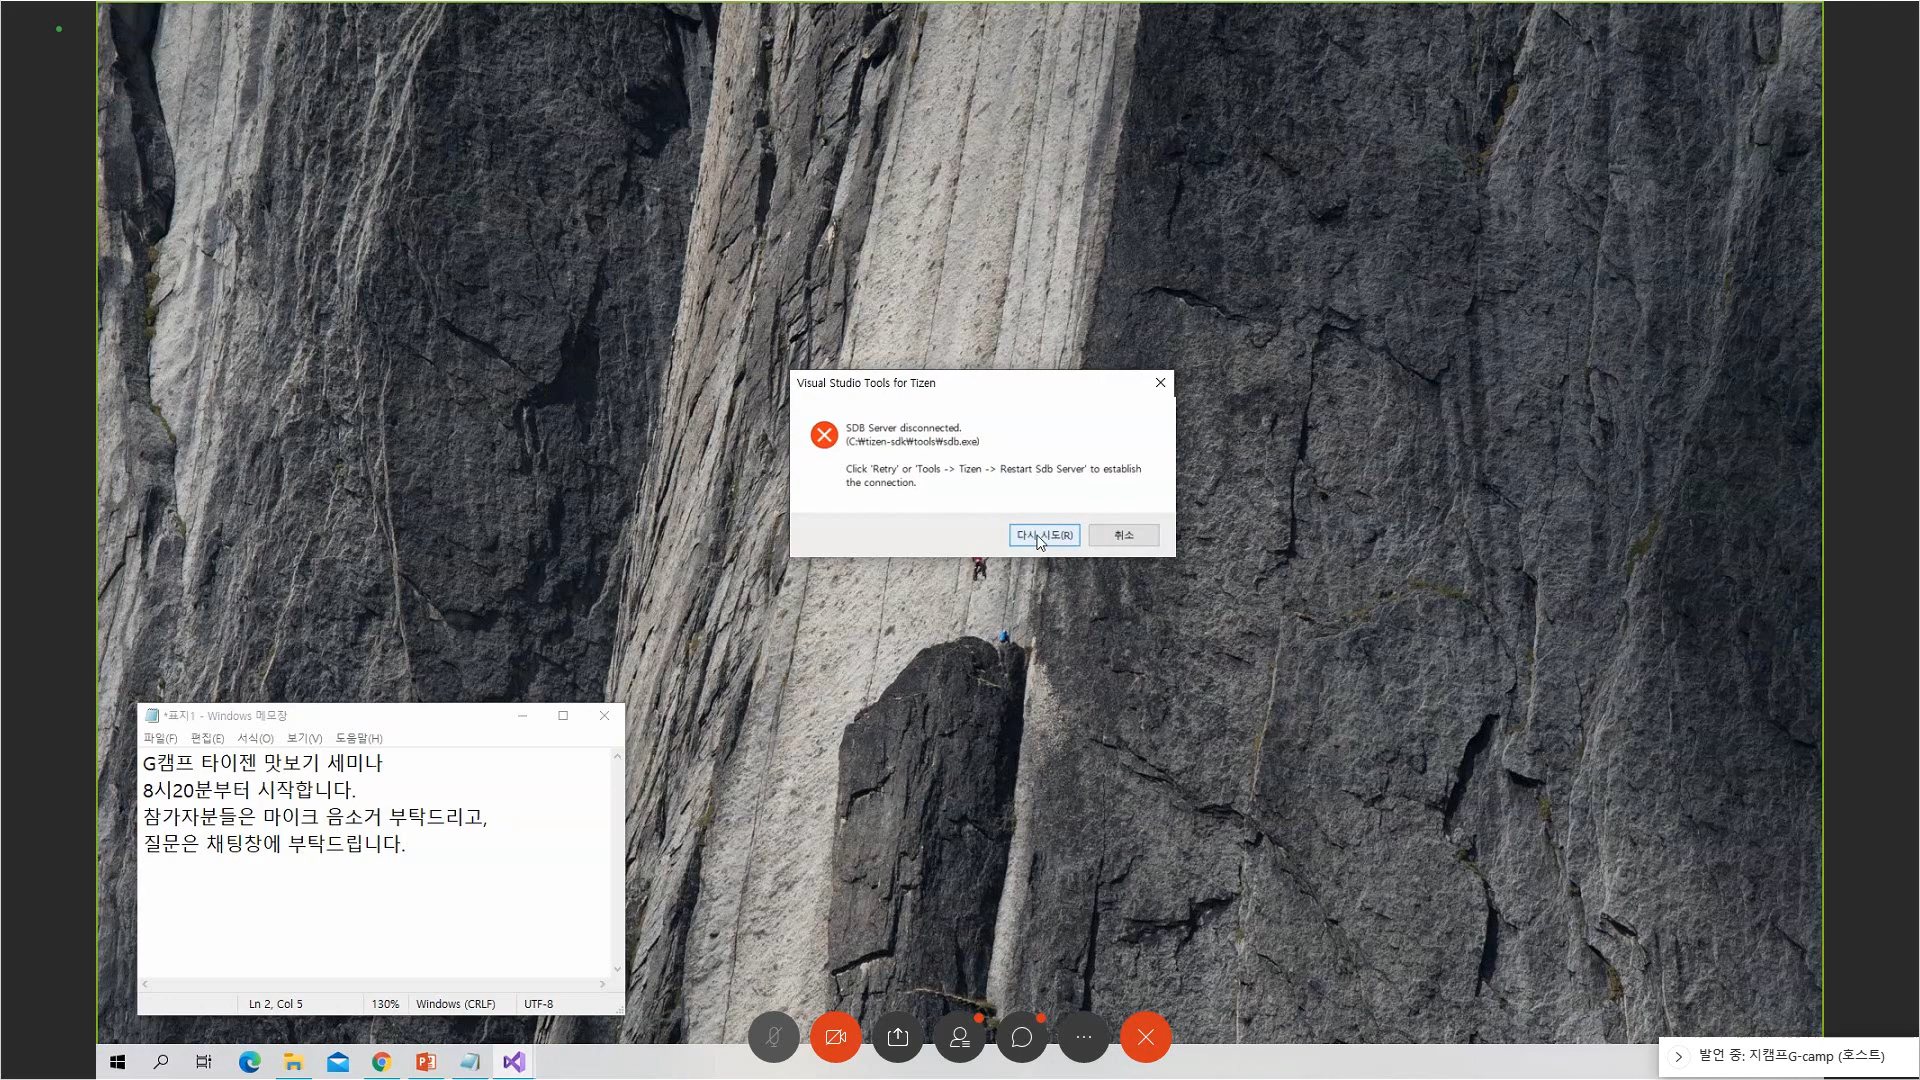 Visual Studio Tools for Tizen
SDB Server disconnected.
(C:₩tizen-sdk₩tools₩sdb.exe)
Click 'Retry' or 'Tools -> Tizen -> Restart Sdb Server' to establish
the connection.
다시 시도(R)
취소
*표지1 - Windows 메모장
파일(F) 편집(E) 서식(O) 보기(V) 도움말(H)
G캠프 타이젠 맛보기 세미나
8시20분부터 시작합니다.
참가자분들은 마이크 음소거 부탁드리고,
질문은 채팅창에 부탁드립니다.
Ln 2, Col 5 130% Windows (CRLF) UTF-8
발언 중: 지캠프G-camp (호스트)